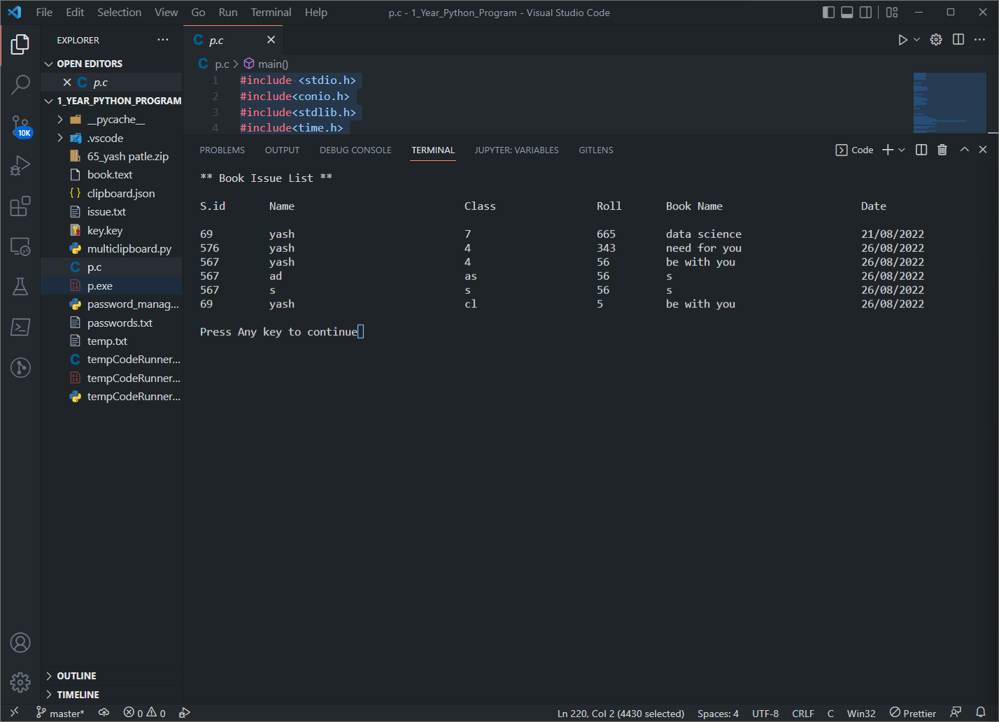 File Edit Selection View Go Run Terminal Help p.c - 1_Year_Python_Program - Visual Studio Code
EXPLORER
OPEN EDITORS
p.c
1_YEAR_PYTHON_PROGRAM
__pycache__
.vscode
65_yash patle.zip
book.text
clipboard.json
issue.txt
key.key
multiclipboard.py
p.c
p.exe
password_manag...
passwords.txt
temp.txt
tempCodeRunner...
tempCodeRunner...
tempCodeRunner...
OUTLINE
TIMELINE
10K
p.c
p.c > main()
1 #include <stdio.h>
2 #include<conio.h>
3 #include<stdlib.h>
4 #include<time.h>
PROBLEMS OUTPUT DEBUG CONSOLE TERMINAL JUPYTER: VARIABLES GITLENS Code
** Book Issue List **
S.id Name Class Roll Book Name Date
69 yash 7 665 data science 21/08/2022
576 yash 4 343 need for you 26/08/2022
567 yash 4 56 be with you 26/08/2022
567 ad as 56 s 26/08/2022
567 s s 56 s 26/08/2022
69 yash cl 5 be with you 26/08/2022
Press Any key to continue
master* 0 0 Ln 220, Col 2 (4430 selected) Spaces: 4 UTF-8 CRLF C Win32 Prettier